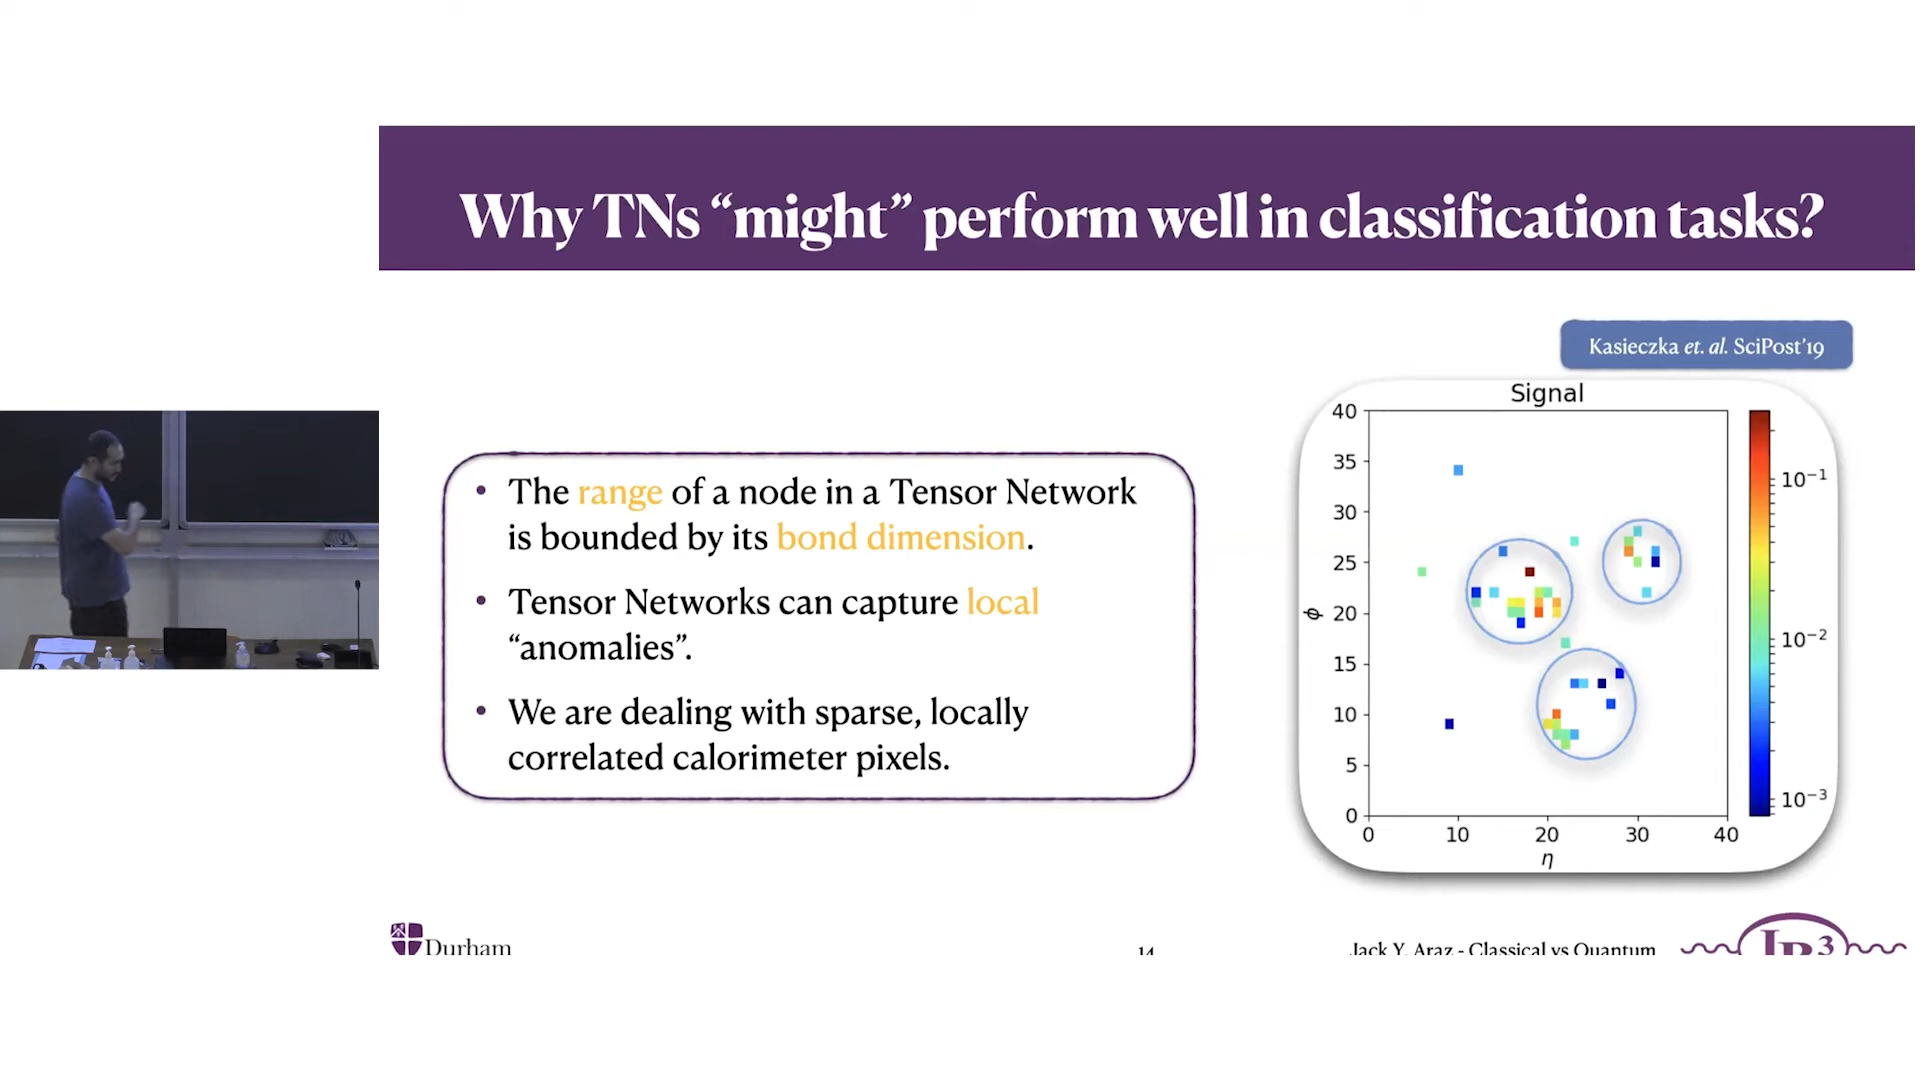 Why TNs “might” perform well in classification tasks?
Kasieczka et. al. SciPost’19
• The range of a node in a Tensor Network
is bounded by its bond dimension.
• Tensor Networks can capture local
“anomalies”.
• We are dealing with sparse, locally
correlated calorimeter pixels.
Signal
40
35
30
25
20
15
10
5
0
ϕ
0 10 20 30 40
η
10⁻¹
10⁻²
10⁻³
Durham
14
Jack Y. Araz - Classical vs Quantum
IP³